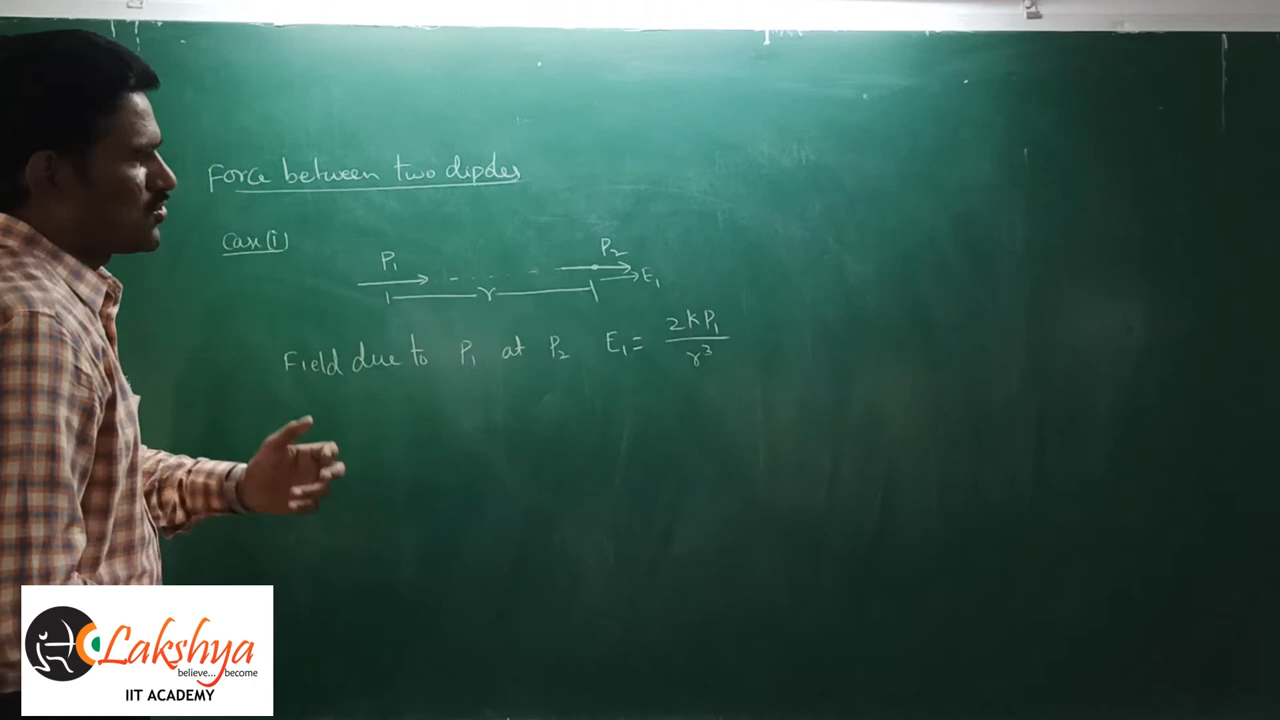 Force between two dipoles
Case (i)
P₁ P₂
r E₁
Field due to P₁ at P₂ E₁ = 2KP₁/r³
Lakshya
believe... become
IIT ACADEMY